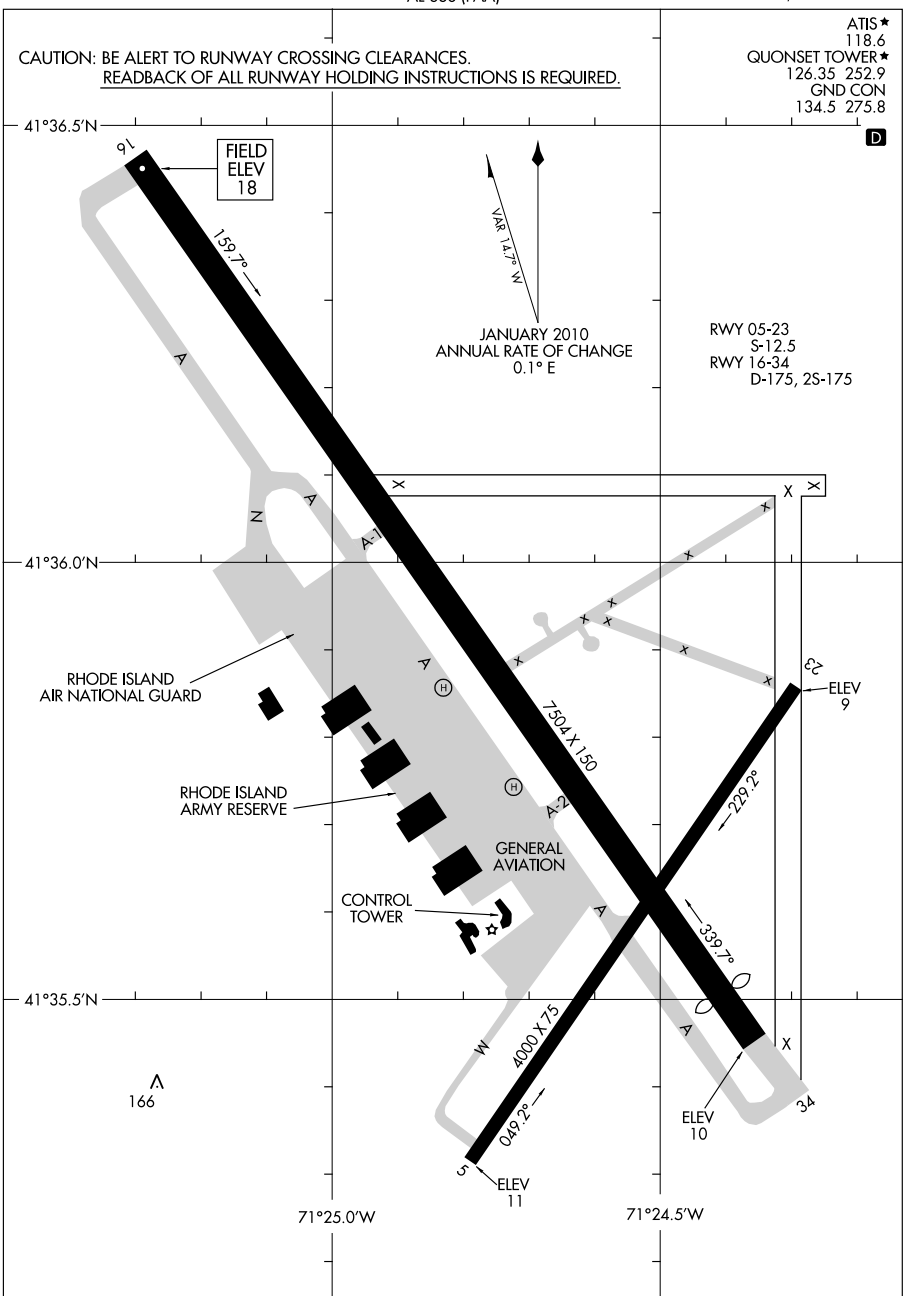 ATIS★
118.6
QUONSET TOWER★
126.35 252.9
GND CON
134.5 275.8
D
CAUTION: BE ALERT TO RUNWAY CROSSING CLEARANCES.
READBACK OF ALL RUNWAY HOLDING INSTRUCTIONS IS REQUIRED.
41°36.5'N
16
FIELD
ELEV
18
159.7°
VAR 14.7° W
JANUARY 2010
ANNUAL RATE OF CHANGE
0.1° E
RWY 05-23
S-12.5
RWY 16-34
D-175, 2S-175
A
X
X
X
A
N
A-1
X
X
41°36.0'N
X
X
X
X
X
X
X
A
H
23
ELEV
9
RHODE ISLAND
AIR NATIONAL GUARD
7504 X 150
229.2°
H
A-2
RHODE ISLAND
ARMY RESERVE
GENERAL
AVIATION
CONTROL
TOWER
A
339.7°
41°35.5'N
4000 X 75
A
W
X
166
049.2°
34
ELEV
10
5
ELEV
11
71°25.0'W
71°24.5'W